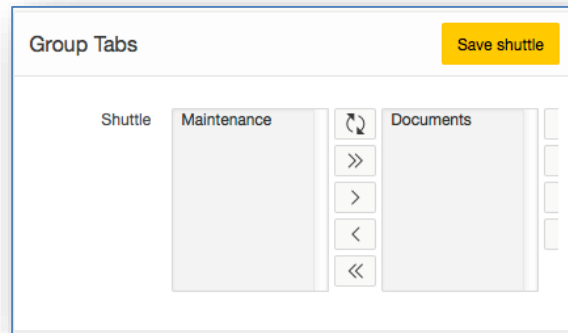 Group Tabs
Save shuttle
Shuttle
Maintenance
Documents